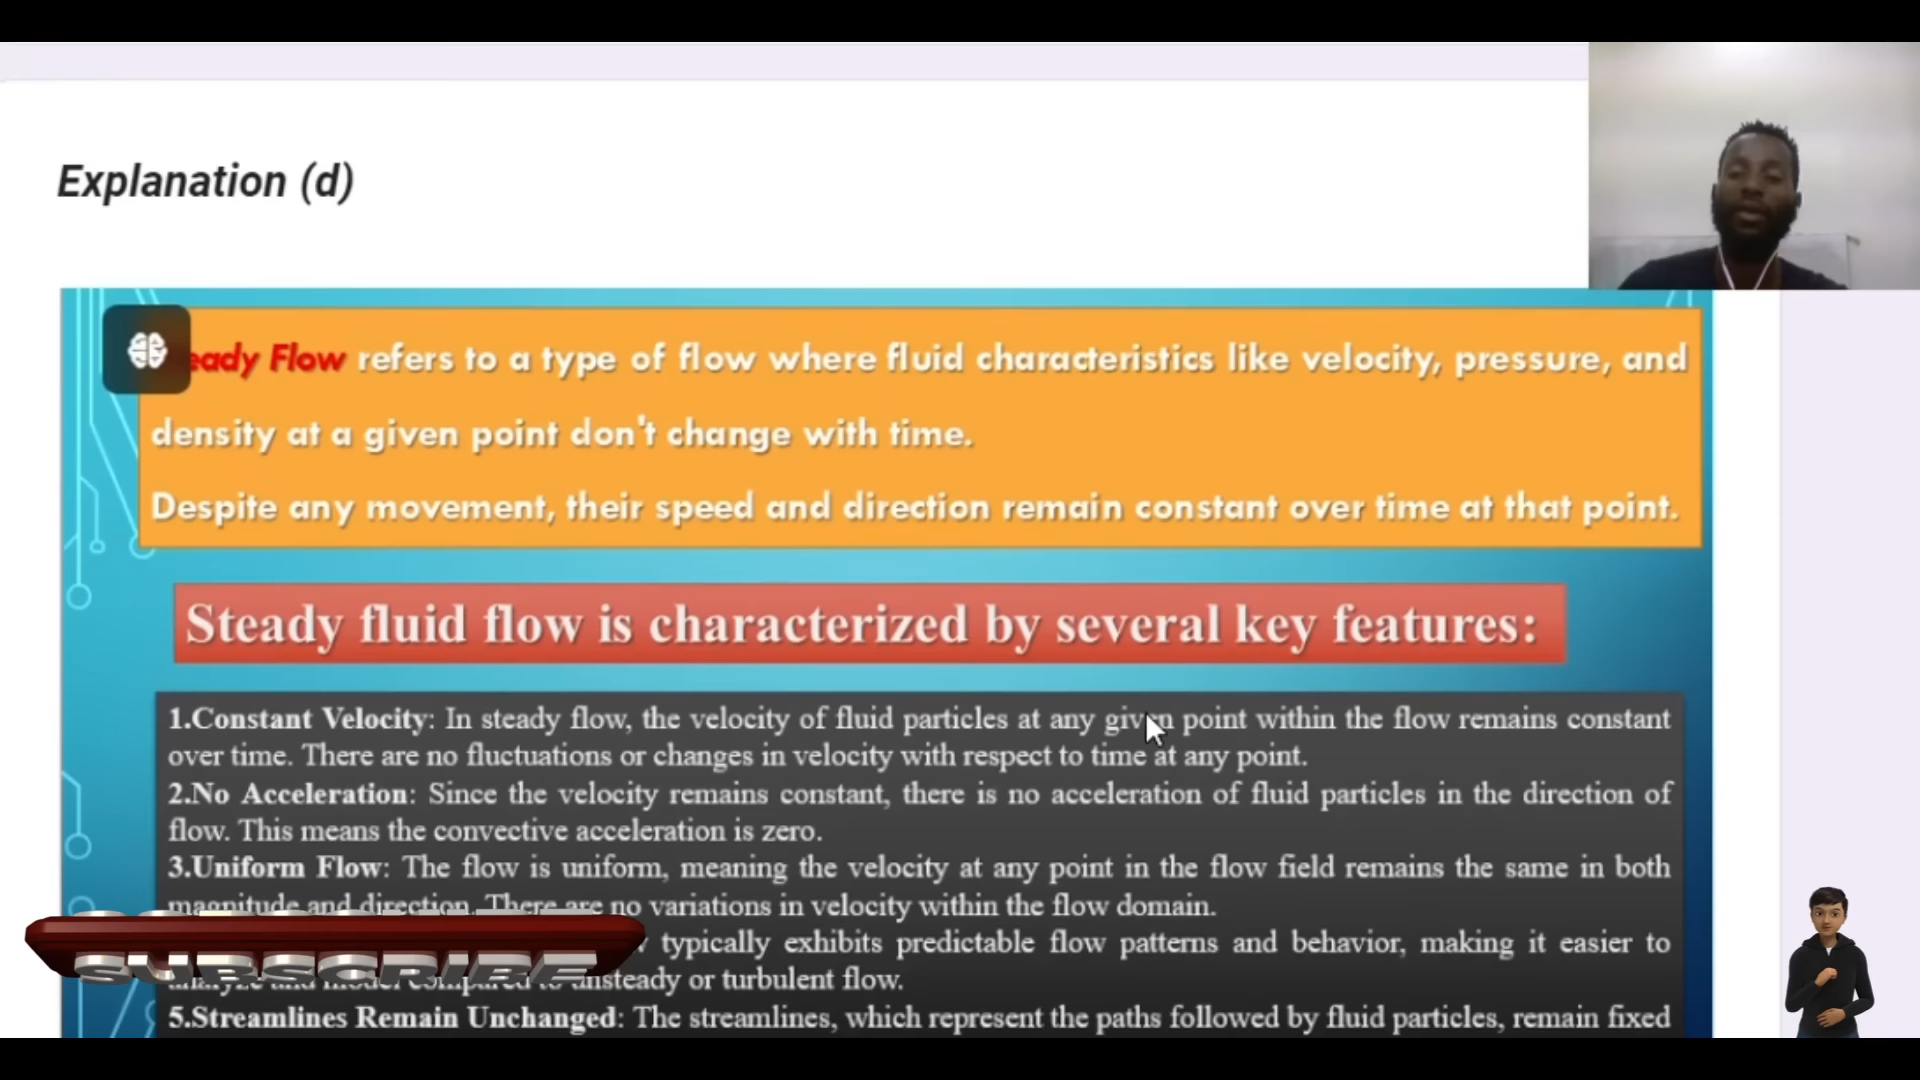 Explanation (d)
eady Flow refers to a type of flow where fluid characteristics like velocity, pressure, and
density at a given point don't change with time.
Despite any movement, their speed and direction remain constant over time at that point.
Steady fluid flow is characterized by several key features:
1.Constant Velocity: In steady flow, the velocity of fluid particles at any given point within the flow remains constant
over time. There are no fluctuations or changes in velocity with respect to time at any point.
2.No Acceleration: Since the velocity remains constant, there is no acceleration of fluid particles in the direction of
flow. This means the convective acceleration is zero.
3.Uniform Flow: The flow is uniform, meaning the velocity at any point in the flow field remains the same in both
magnitude and direction. There are no variations in velocity within the flow domain.
typically exhibits predictable flow patterns and behavior, making it easier to
analyze and model compared to unsteady or turbulent flow.
5.Streamlines Remain Unchanged: The streamlines, which represent the paths followed by fluid particles, remain fixed
SUBSCRIBE